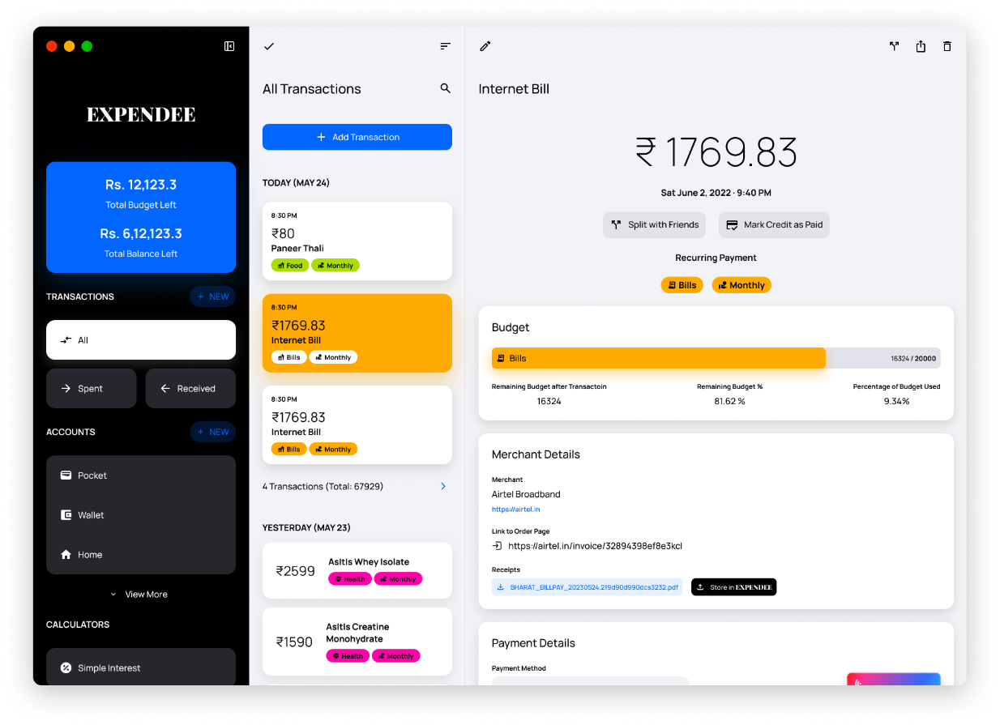 EXPENDEE
Rs. 12,123.3
Total Budget Left
Rs. 6,12,123.3
Total Balance Left
TRANSACTIONS
+ NEW
All
Spent
Received
ACCOUNTS
+ NEW
Pocket
Wallet
Home
View More
CALCULATORS
Simple Interest
All Transactions
+ Add Transaction
TODAY (MAY 24)
8:30 PM
₹80
Paneer Thali
Food
Monthly
8:30 PM
₹1769.83
Internet Bill
Bills
Monthly
8:30 PM
₹1769.83
Internet Bill
Bills
Monthly
4 Transactions (Total: 67929)
YESTERDAY (MAY 23)
₹2599
AsItIs Whey Isolate
Health
Monthly
₹1590
AsItIs Creatine
Monohydrate
Health
Monthly
Internet Bill
₹ 1769.83
Sat June 2, 2022 · 9:40 PM
Split with Friends
Mark Credit as Paid
Recurring Payment
Bills
Monthly
Budget
Bills
16324 / 20000
Remaining Budget after Transactoin
16324
Remaining Budget %
81.62 %
Percentage of Budget Used
9.34%
Merchant Details
Merchant
Airtel Broadband
https://airtel.in
Link to Order Page
https://airtel.in/invoice/32894398ef8e3kcl
Receipts
BHARAT_BILLPAY_20230524.219d90d990dcs3232.pdf
Store in EXPENDEE
Payment Details
Payment Method